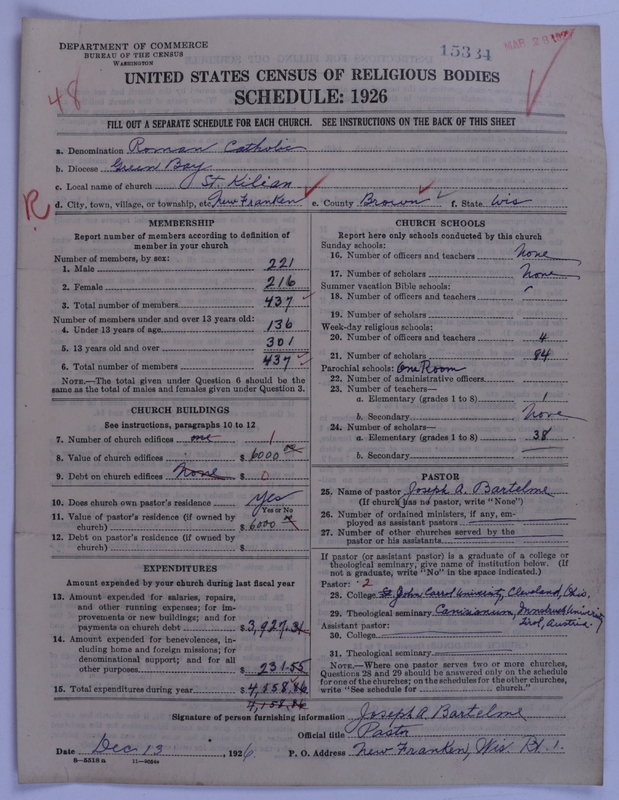 DEPARTMENT OF COMMERCE
BUREAU OF THE CENSUS
WASHINGTON
15334
MAR 29 1927
48
UNITED STATES CENSUS OF RELIGIOUS BODIES
SCHEDULE: 1926
FILL OUT A SEPARATE SCHEDULE FOR EACH CHURCH. SEE INSTRUCTIONS ON THE BACK OF THIS SHEET
a. Denomination Roman Catholic
b. Diocese Green Bay
c. Local name of church St. Kilian
R
d. City, town, village, or township, etc. New Franken e. County Brown f. State Wis
MEMBERSHIP
Report number of members according to definition of
member in your church
Number of members, by sex:
1. Male 221
2. Female 216
3. Total number of members 437
Number of members under and over 13 years old:
4. Under 13 years of age 136
5. 13 years old and over 301
6. Total number of members 437
NOTE.—The total given under Question 6 should be the
same as the total of males and females given under Question 3.
CHURCH BUILDINGS
See instructions, paragraphs 10 to 12
7. Number of church edifices one 1
8. Value of church edifices $ 6000 00
9. Debt on church edifices None $ 0
10. Does church own pastor's residence Yes
Yes or No
11. Value of pastor's residence (if owned by
church) $ 6000 00
12. Debt on pastor's residence (if owned by
church) $
EXPENDITURES
Amount expended by your church during last fiscal year
13. Amount expended for salaries, repairs,
and other running expenses; for im-
provements or new buildings; and for
payments on church debt $ 3,927.31
14. Amount expended for benevolences, in-
cluding home and foreign missions; for
denominational support; and for all
other purposes $ 231.55
15. Total expenditures during year $ 4,158.86
4,158.86
CHURCH SCHOOLS
Report here only schools conducted by this church
Sunday schools:
16. Number of officers and teachers None
17. Number of scholars None
Summer vacation Bible schools:
18. Number of officers and teachers
19. Number of scholars
Week-day religious schools:
20. Number of officers and teachers 4
21. Number of scholars 84
Parochial schools: One Room
22. Number of administrative officers
23. Number of teachers—
a. Elementary (grades 1 to 8) 1
b. Secondary None
24. Number of scholars—
a. Elementary (grades 1 to 8) 38
b. Secondary
PASTOR
25. Name of pastor Joseph A. Bartelme
(If church has no pastor, write "None")
26. Number of ordained ministers, if any, em-
ployed as assistant pastors
27. Number of other churches served by the
pastor or his assistants
If pastor (or assistant pastor) is a graduate of a college or
theological seminary, give name of institution below. (If
not a graduate, write "No" in the space indicated.)
Pastor: 2
28. College St. John Carrol University, Cleveland, Ohio.
29. Theological seminary Canisianum, Innsbruck University
Tirol, Austria
Assistant pastor:
30. College
31. Theological seminary
NOTE.—Where one pastor serves two or more churches,
Questions 28 and 29 should be answered only on the schedule
for one of the churches; on the schedules for the other churches,
write "See schedule for church."
Signature of person furnishing information Joseph A Bartelme
Official title Pastor
Date Dec. 13, 1926 P. O. Address New Franken, Wis. Rt. 1.
8—5518 a 11—9084a